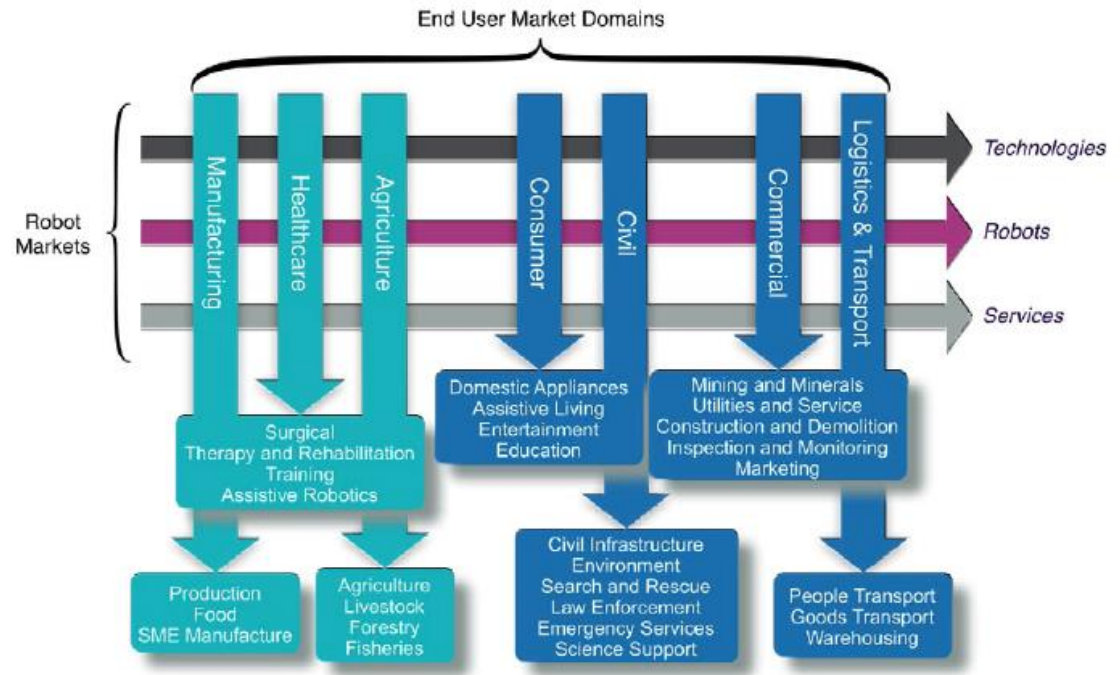 End User Market Domains
Robot
Markets
Manufacturing
Healthcare
Agriculture
Consumer
Civil
Commercial
Logistics & Transport
Technologies
Robots
Services
Surgical
Therapy and Rehabilitation
Training
Assistive Robotics
Domestic Appliances
Assistive Living
Entertainment
Education
Mining and Minerals
Utilities and Service
Construction and Demolition
Inspection and Monitoring
Marketing
Production
Food
SME Manufacture
Agriculture
Livestock
Forestry
Fisheries
Civil Infrastructure
Environment
Search and Rescue
Law Enforcement
Emergency Services
Science Support
People Transport
Goods Transport
Warehousing